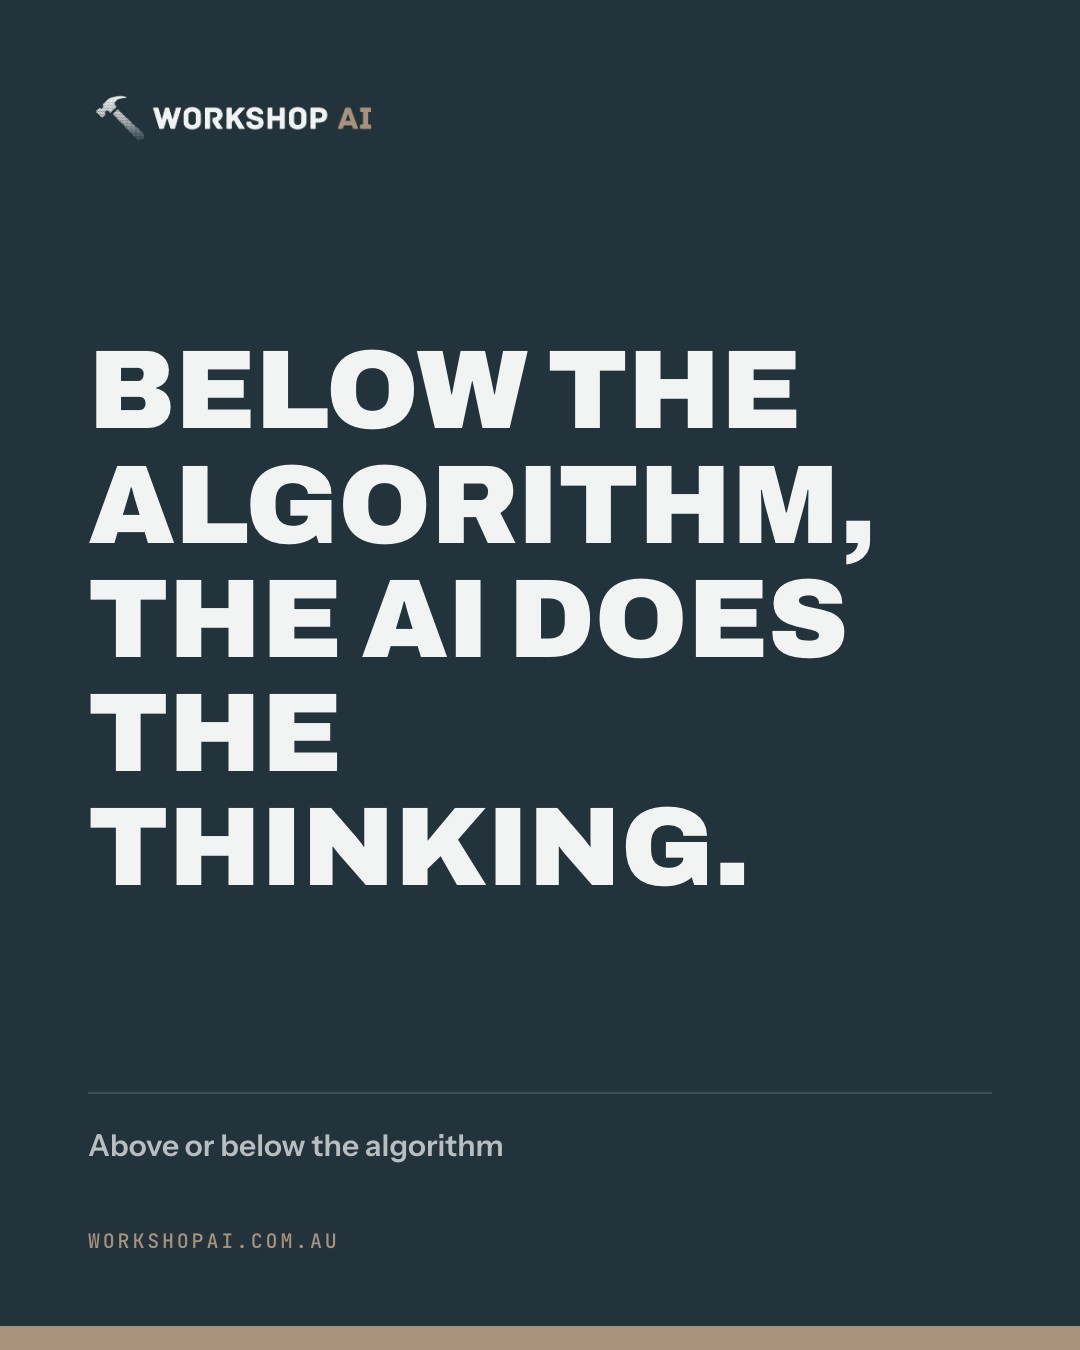 WORKSHOP AI
BELOW THE
ALGORITHM,
THE AI DOES
THE
THINKING.
Above or below the algorithm
WORKSHOPAI.COM.AU